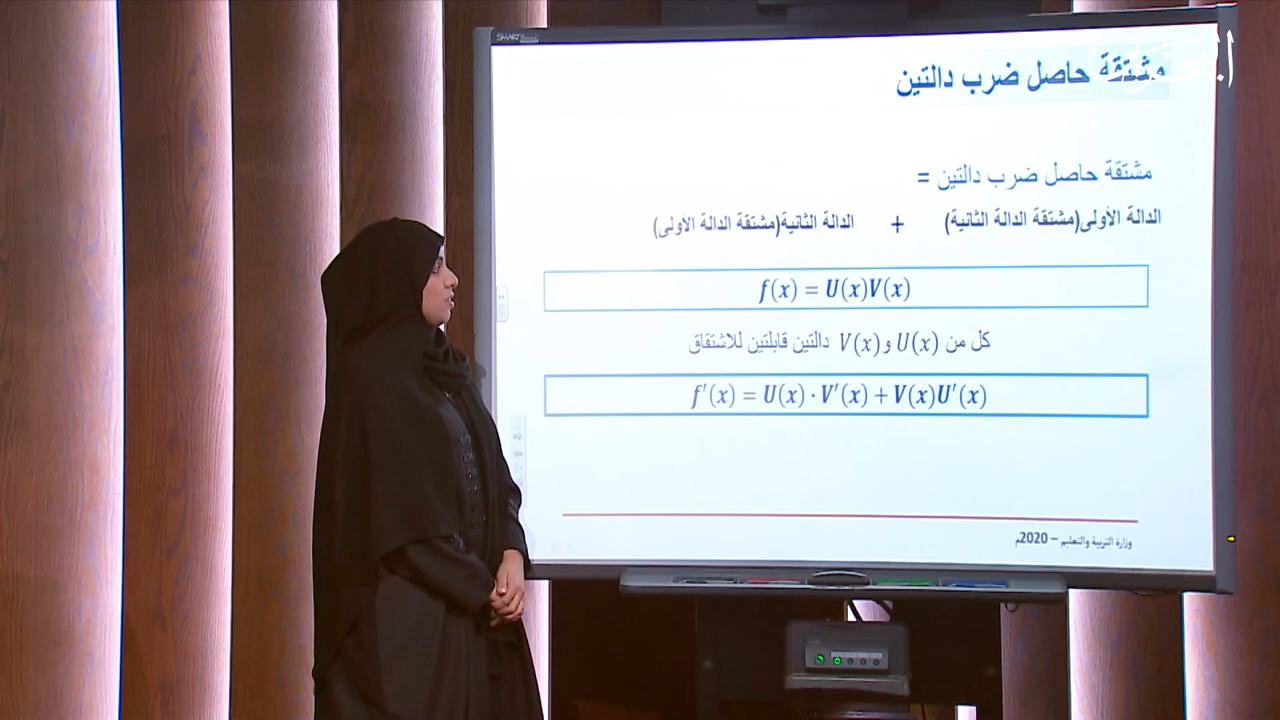 SMART
مشتقة حاصل ضرب دالتين
مشتقة حاصل ضرب دالتين =
الدالة الأولى(مشتقة الدالة الثانية) + الدالة الثانية(مشتقة الدالة الأولى)
f(x) = U(x)V(x)
كل من U(x) و V(x) دالتين قابلتين للاشتقاق
f′(x) = U(x) · V′(x) + V(x)U′(x)
وزارة التربية والتعليم – 2020م